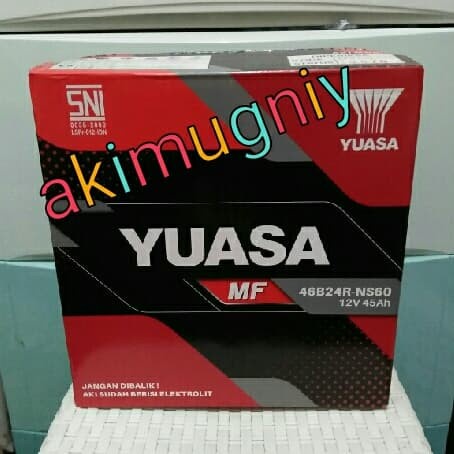 SNI
YUASA
akimugniy
YUASA
MF
46B24R-NS60
12V 45Ah
JANGAN DIBALIK!
AKI SUDAH BERISI ELEKTROLIT